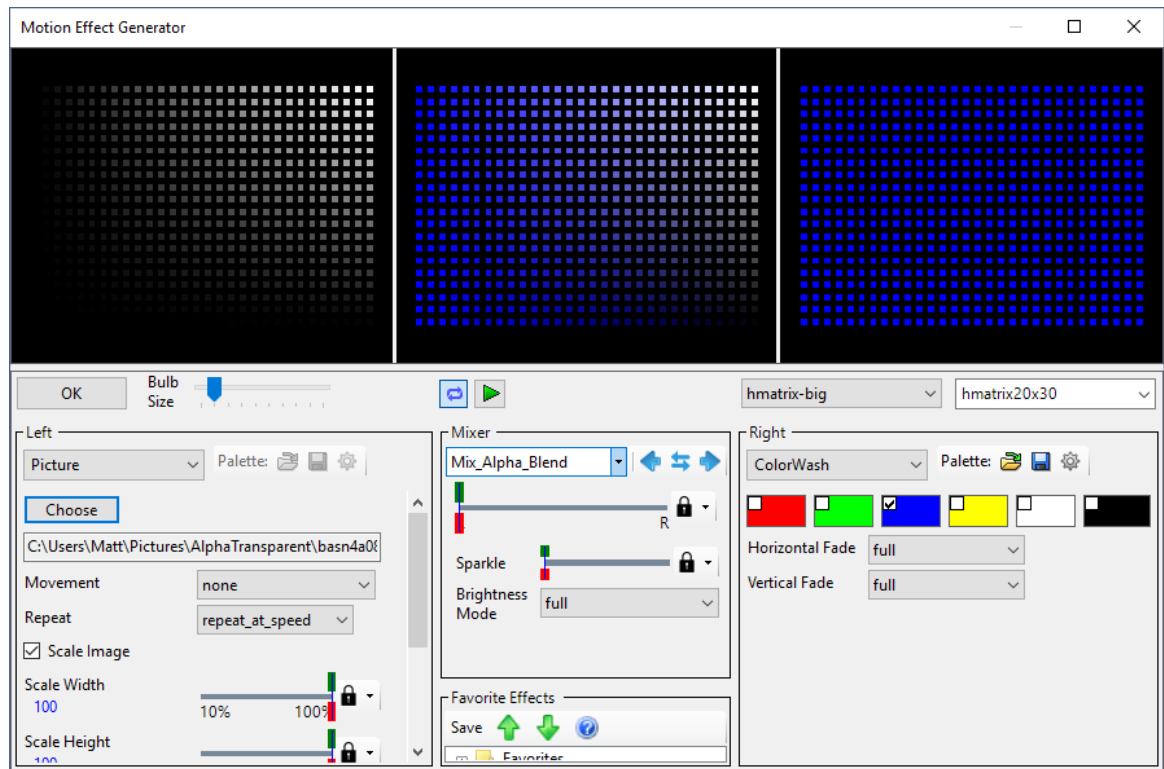 Motion Effect Generator
OK
Bulb
Size
hmatrix-big
hmatrix20x30
Left
Picture
Palette:
Choose
C:\Users\Matt\Pictures\AlphaTransparent\basn4a08
Movement
none
Repeat
repeat_at_speed
Scale Image
Scale Width
100
10%
100%
Scale Height
100
Mixer
Mix_Alpha_Blend
R
Sparkle
Brightness
Mode
full
Favorite Effects
Save
Favorites
Right
ColorWash
Palette:
Horizontal Fade
full
Vertical Fade
full